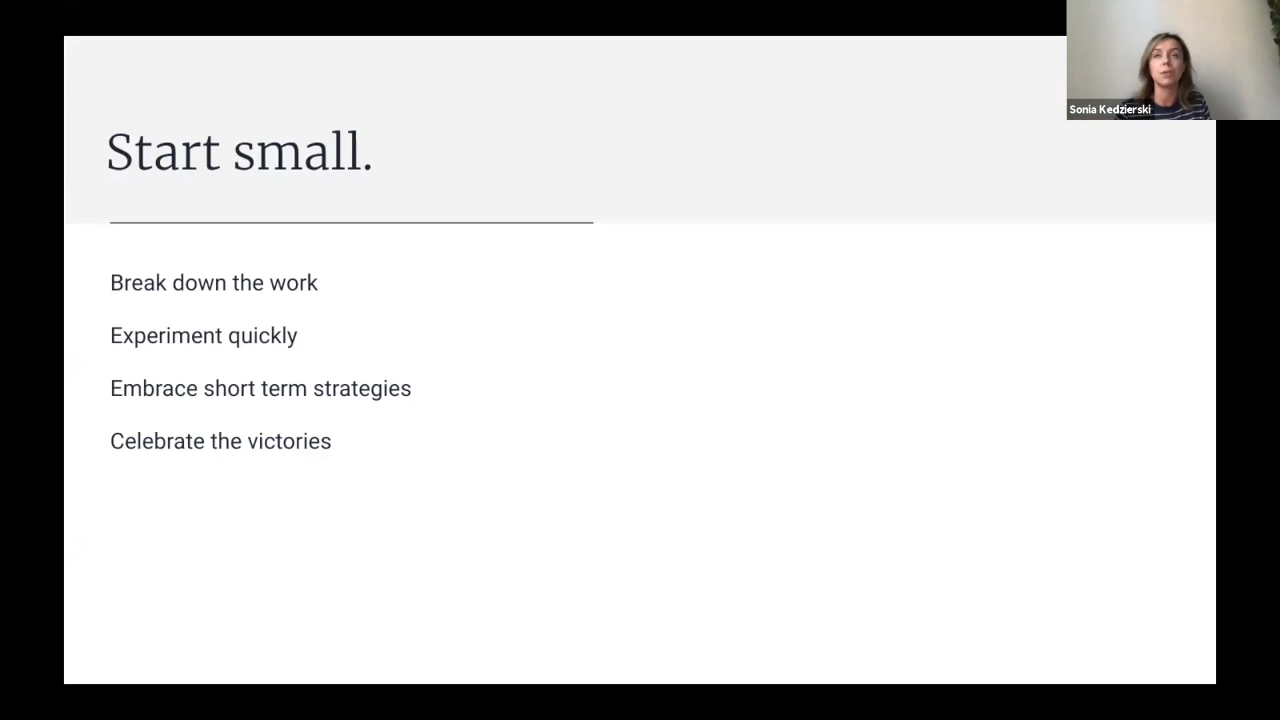 Start small.
Break down the work
Experiment quickly
Embrace short term strategies
Celebrate the victories
Sonia Kedzierski